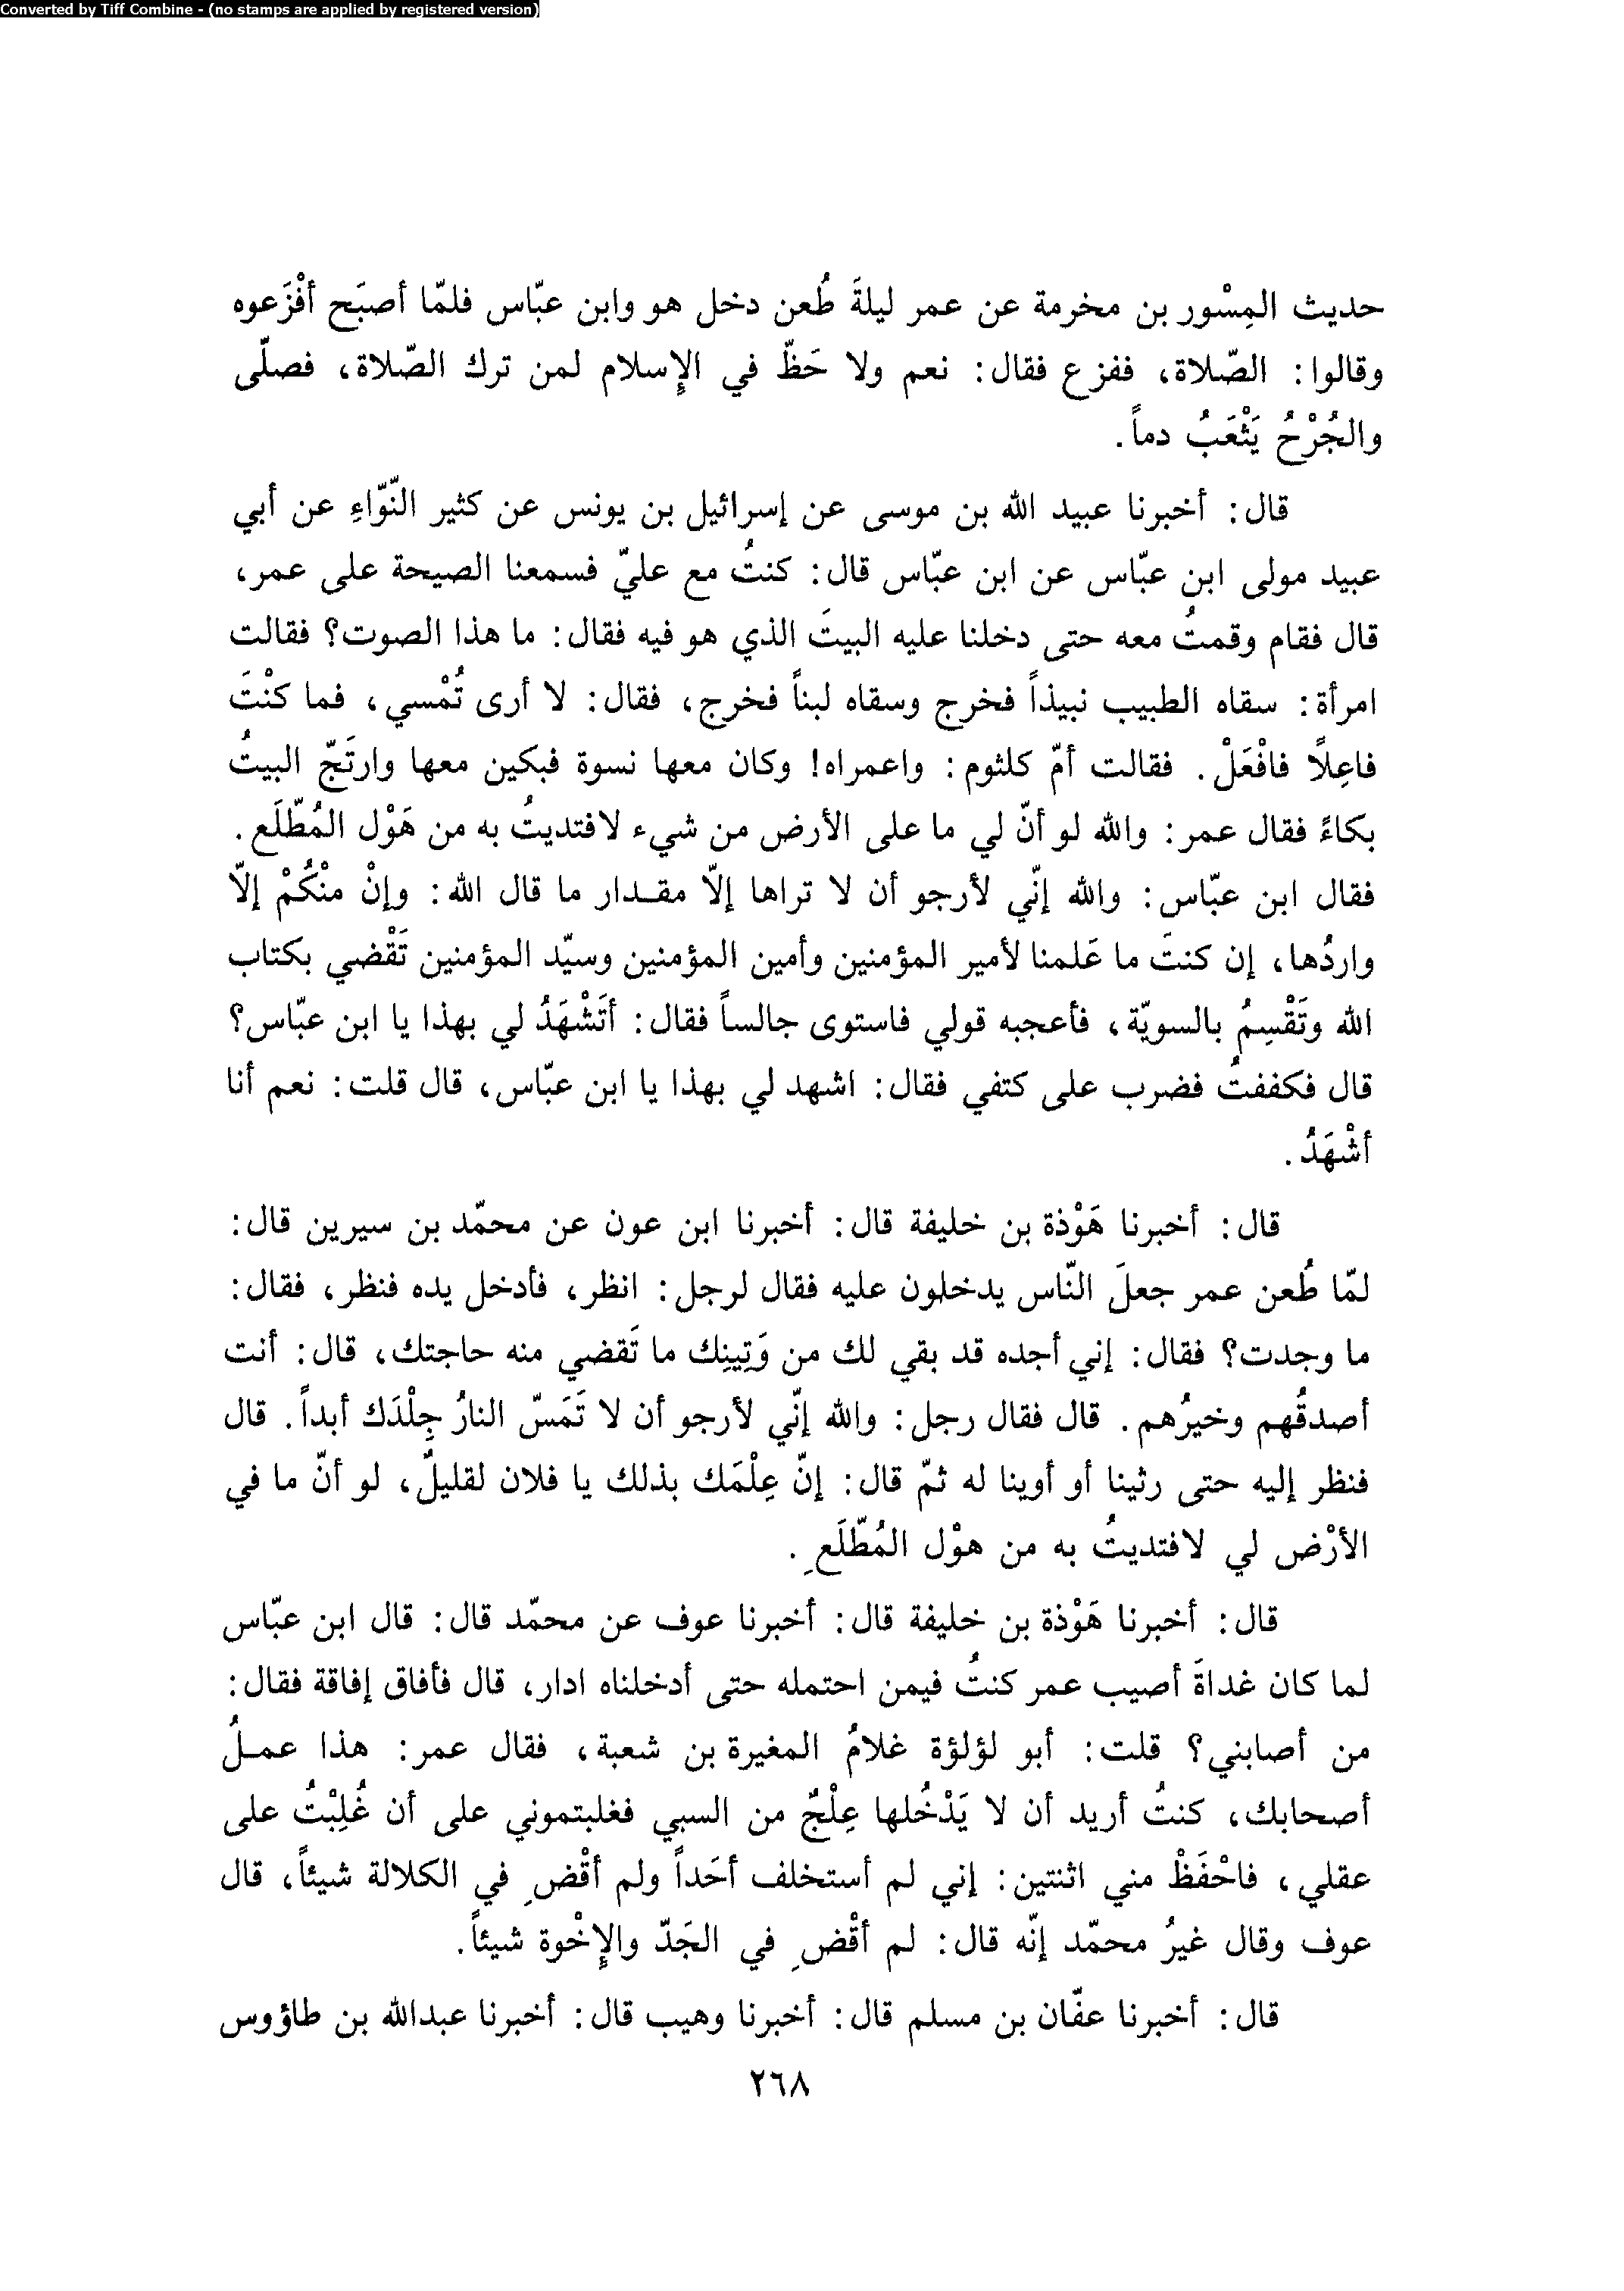 Converted by Tiff Combine - (no stamps are applied by registered version)
حديث المِسْور بن مخرمة عن عمر ليلةَ طُعن دخل هو وابن عبّاس فلمّا أصبَح أفْزَعوه
وقالوا: الصّلاة، ففزع فقال: نعم ولا حَظّ في الإسلام لمن ترك الصّلاة، فصلّى
والجُرْحُ يَثْعَبُ دماً.
قال: أخبرنا عبيد الله بن موسى عن إسرائيل بن يونس عن كثير النّوّاءِ عن أبي
عبيد مولى ابن عبّاس عن ابن عبّاس قال: كنتُ مع عليّ فسمعنا الصيحة على عمر،
قال فقام وقمتُ معه حتى دخلنا عليه البيتَ الذي هو فيه فقال: ما هذا الصوت؟ فقالت
امرأة: سقاه الطبيب نبيذاً فخرج وسقاه لبناً فخرج، فقال: لا أرى تُمْسي، فما كنْتَ
فاعِلاً فافْعَلْ. فقالت أمّ كلثوم: واعمراه! وكان معها نسوة فبكين معها وارتَجّ البيتُ
بكاءً فقال عمر: والله لو أنّ لي ما على الأرض من شيء لافتديتُ به من هَوْل المُطّلَع.
فقال ابن عبّاس: والله إنّي لأرجو أن لا تراها إلاّ مقـدار ما قال الله: وإنْ منْكُمْ إلاّ
واردُها، إن كنتَ ما عَلمنا لأمير المؤمنين وأمين المؤمنين وسيّد المؤمنين تَقْضي بكتاب
الله وتَقْسِمُ بالسويّة، فأعجبه قولي فاستوى جالساً فقال: أتَشْهَدُ لي بهذا يا ابن عبّاس؟
قال فكففتُ فضرب على كتفي فقال: اشهد لي بهذا يا ابن عبّاس، قال قلت: نعم أنا
أشْهَدُ.
قال: أخبرنا هَوْذة بن خليفة قال: أخبرنا ابن عون عن محمّد بن سيرين قال:
لمّا طُعن عمر جعلَ النّاس يدخلون عليه فقال لرجل: انظر، فأدخل يده فنظر، فقال:
ما وجدت؟ فقال: إني أجده قد بقي لك من وَتِينِك ما تَقضي منه حاجتك، قال: أنت
أصدقُهم وخيرُهم. قال فقال رجل: والله إنّي لأرجو أن لا تَمَسّ النارُ جِلْدَك أبداً. قال
فنظر إليه حتى رثينا أو أوينا له ثمّ قال: إنّ عِلْمَك بذلك يا فلان لقليلٌ، لو أنّ ما في
الأرْض لي لافتديتُ به من هوْل المُطّلَعِ.
قال: أخبرنا هَوْذة بن خليفة قال: أخبرنا عوف عن محمّد قال: قال ابن عبّاس
لما كان غداةَ أصيب عمر كنتُ فيمن احتمله حتى أدخلناه ادار، قال فأفاق إفاقة فقال:
من أصابني؟ قلت: أبو لؤلؤة غلامُ المغيرة بن شعبة، فقال عمر: هذا عمـلُ
أصحابك، كنتُ أريد أن لا يَدْخُلها عِلْجٌ من السبي فغلبتموني على أن غُلِبْتُ على
عقلي، فاحْفَظْ مني اثنتين: إني لم أستخلف أحَداً ولم أقْضِ في الكلالة شيئاً، قال
عوف وقال غيرُ محمّد إنّه قال: لم أقْضِ في الجَدّ والإخْوة شيئاً.
قال: أخبرنا عفّان بن مسلم قال: أخبرنا وهيب قال: أخبرنا عبدالله بن طاؤوس
٢٦٨